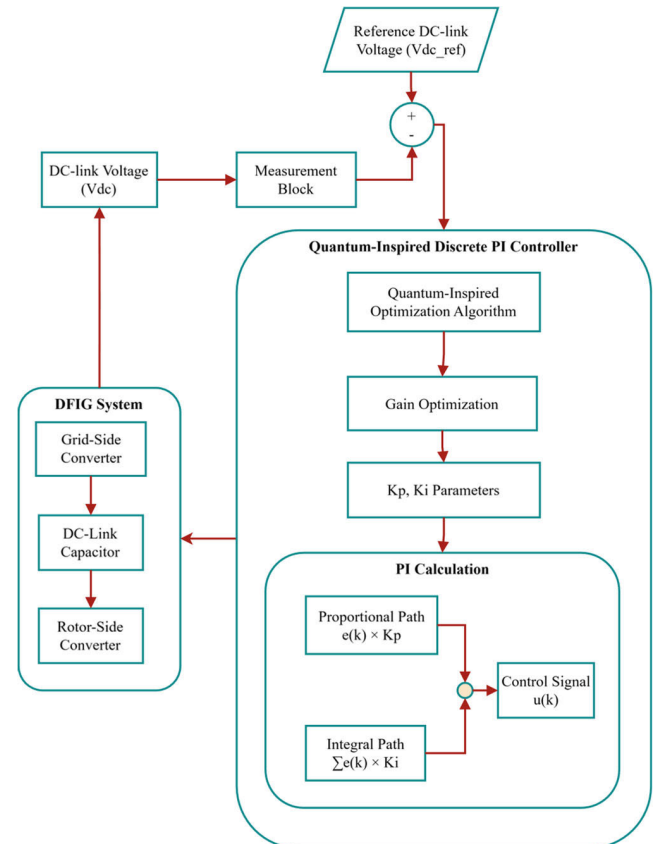 Reference DC-link
Voltage (Vdc_ref)
+
-
DC-link Voltage
(Vdc)
Measurement
Block
Quantum-Inspired Discrete PI Controller
Quantum-Inspired
Optimization Algorithm
Gain Optimization
Kp, Ki Parameters
DFIG System
Grid-Side
Converter
DC-Link
Capacitor
Rotor-Side
Converter
PI Calculation
Proportional Path
e(k) × Kp
Control Signal
u(k)
Integral Path
∑e(k) × Ki